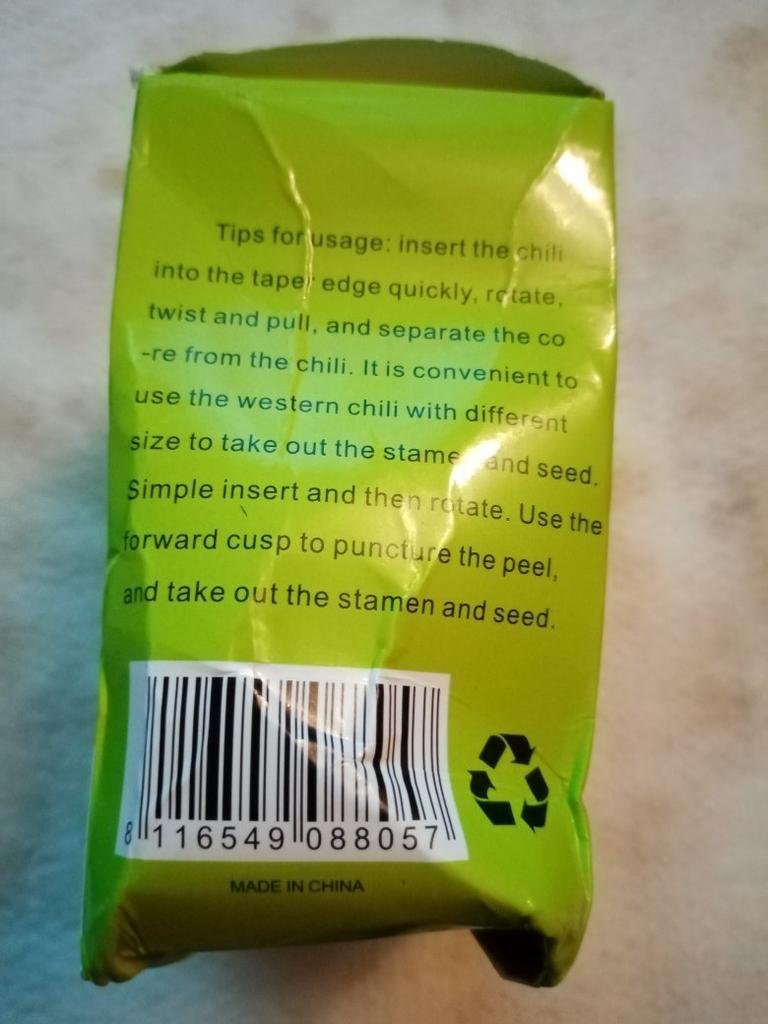 Tips for usage: insert the chili
into the taper edge quickly, rotate,
twist and pull, and separate the co
-re from the chili. It is convenient to
use the western chili with different
size to take out the stamen and seed.
Simple insert and then rotate. Use the
forward cusp to puncture the peel,
and take out the stamen and seed.
8 116549 088057
MADE IN CHINA